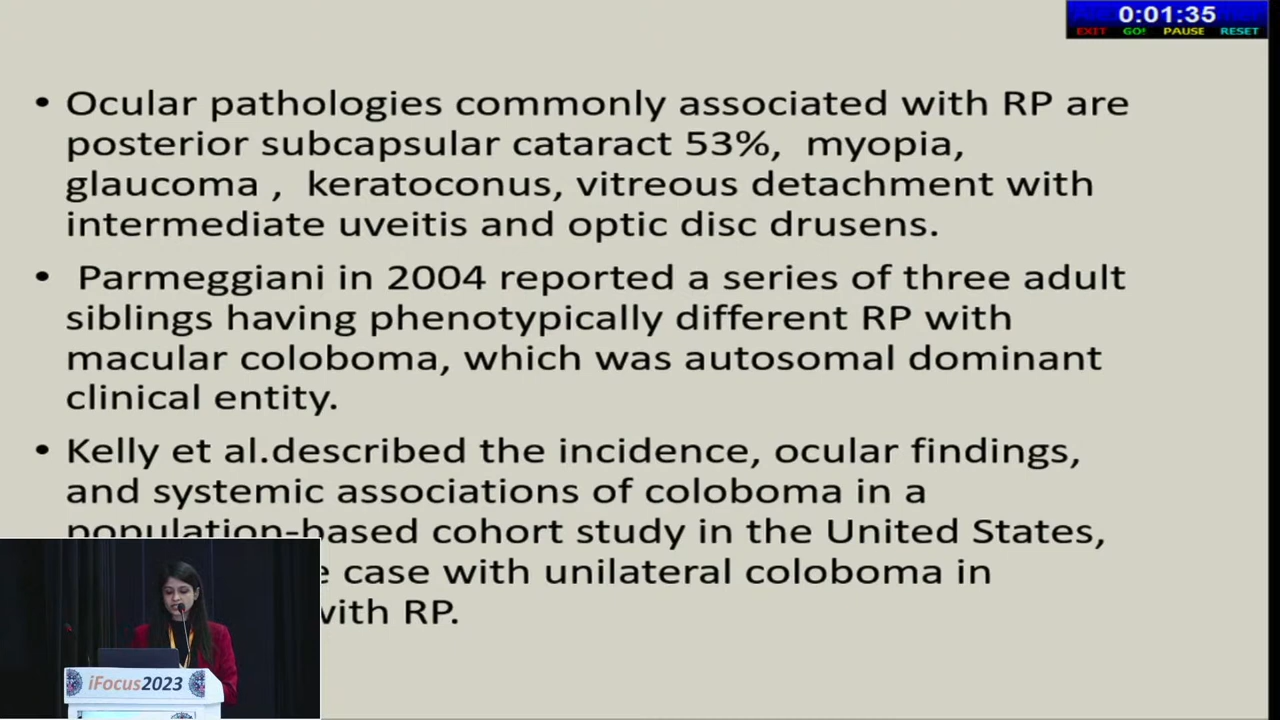 0:01:35
EXIT GO! PAUSE RESET
• Ocular pathologies commonly associated with RP are
posterior subcapsular cataract 53%, myopia,
glaucoma , keratoconus, vitreous detachment with
intermediate uveitis and optic disc drusens.
• Parmeggiani in 2004 reported a series of three adult
siblings having phenotypically different RP with
macular coloboma, which was autosomal dominant
clinical entity.
• Kelly et al.described the incidence, ocular findings,
and systemic associations of coloboma in a
population-based cohort study in the United States,
case with unilateral coloboma in
with RP.
iFocus2023